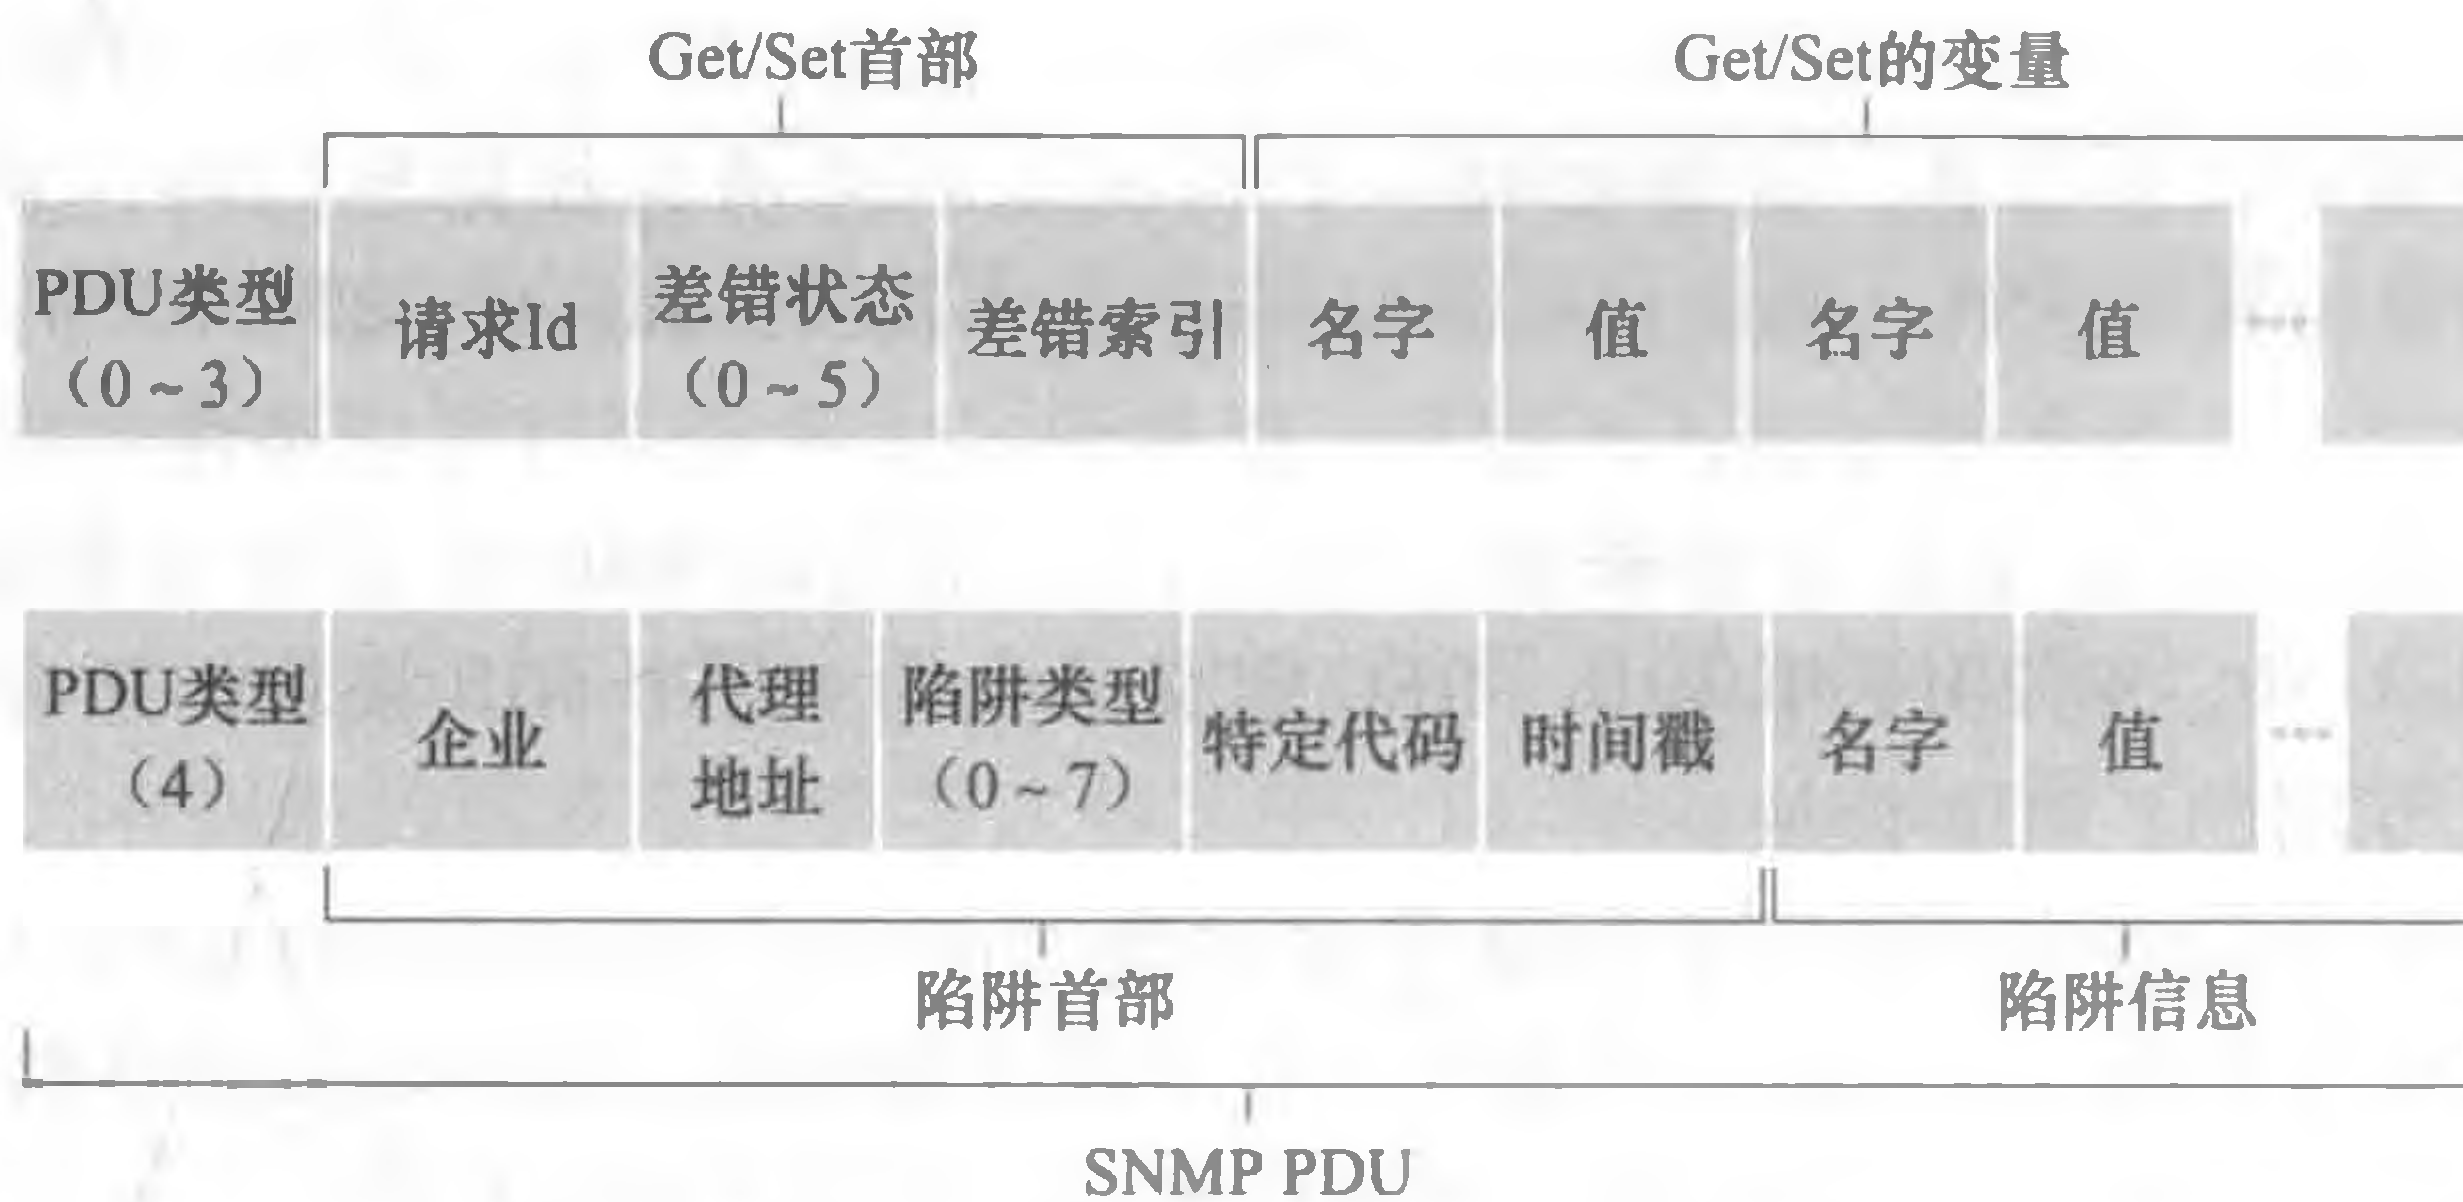 Get/Set首部
Get/Set的变量
PDU类型
(0~3)
请求Id
差错状态
(0~5)
差错索引
名字
值
名字
值
…
PDU类型
(4)
企业
代理
地址
陷阱类型
(0~7)
特定代码
时间戳
名字
值
…
陷阱首部
陷阱信息
SNMP PDU